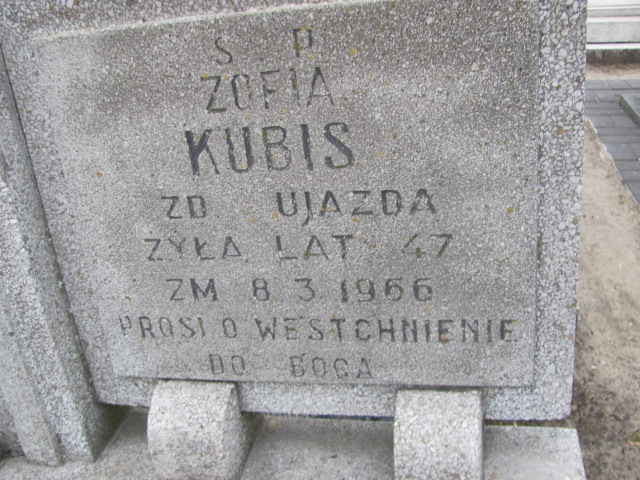 S P
ZOFIA
KUBIS
ZD UJAZDA
ŻYŁA LAT 47
ZM 8 3 1966
PROSI O WESTCHNIENIE
DO BOGA